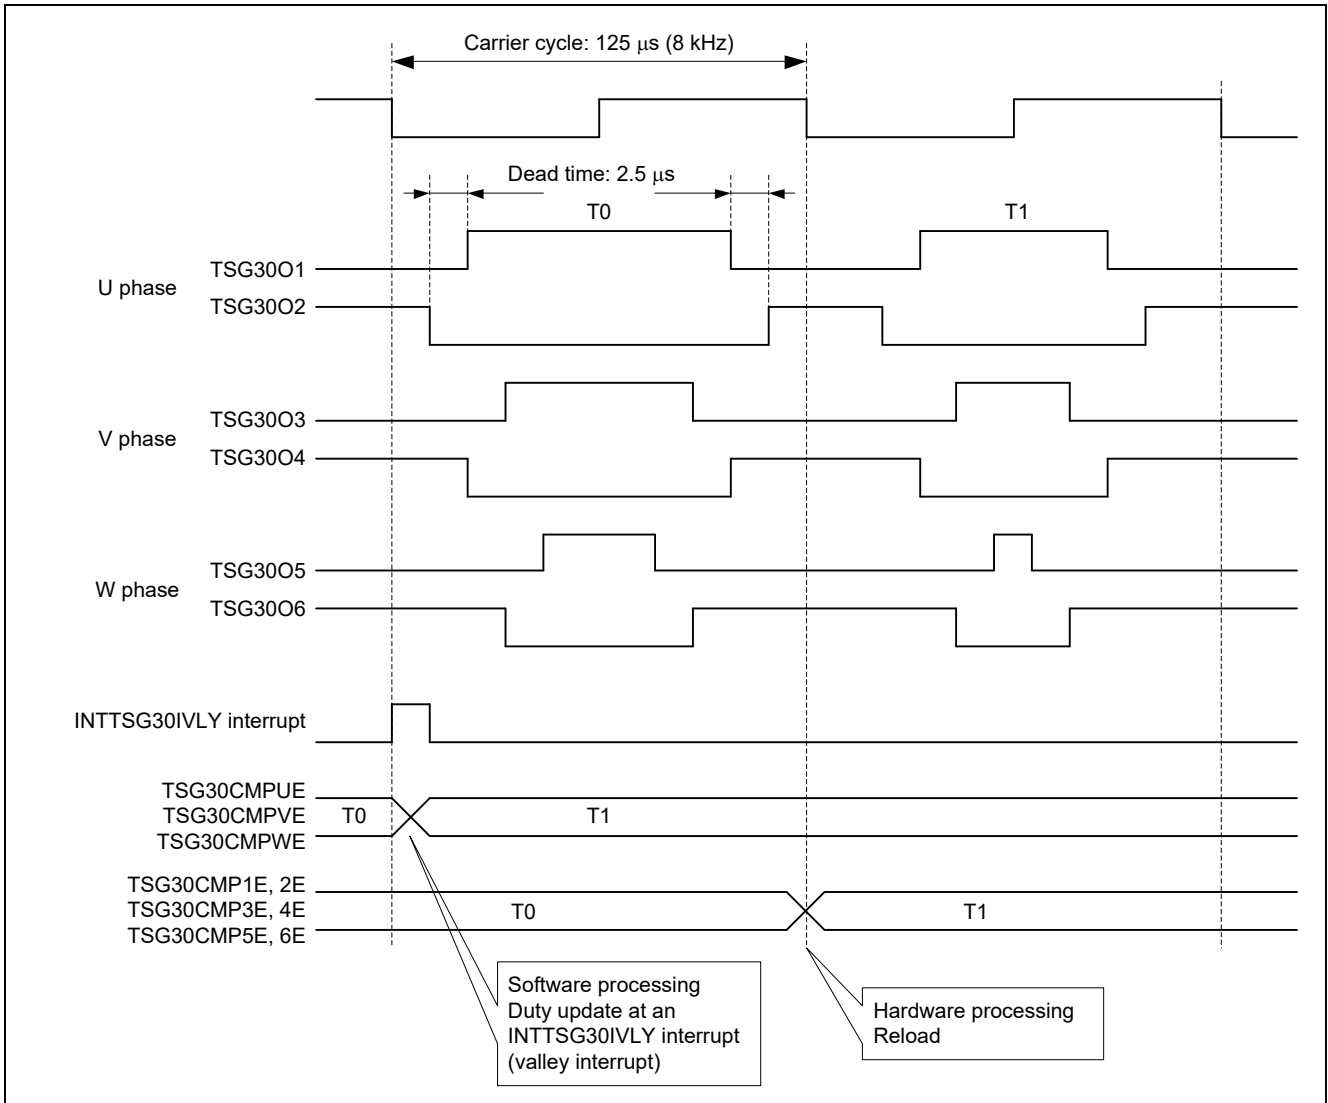 Carrier cycle: 125 μs (8 kHz)
Dead time: 2.5 μs
T0
T1
U phase
TSG30O1
TSG30O2
V phase
TSG30O3
TSG30O4
W phase
TSG30O5
TSG30O6
INTTSG30IVLY interrupt
TSG30CMPUE
TSG30CMPVE
TSG30CMPWE
T0
T1
TSG30CMP1E, 2E
TSG30CMP3E, 4E
TSG30CMP5E, 6E
T0
T1
Software processing
Duty update at an
INTTSG30IVLY interrupt
(valley interrupt)
Hardware processing
Reload